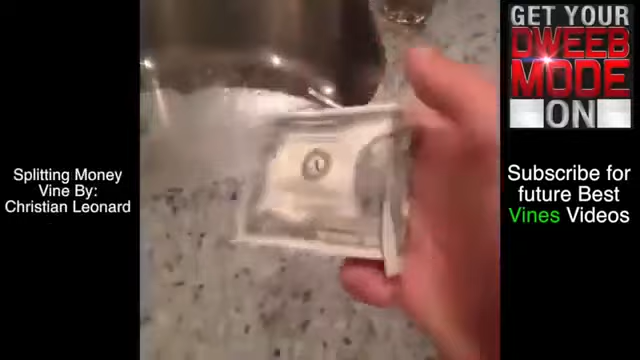 Splitting Money
Vine By:
Christian Leonard
GET YOUR
DWEEB
MODE
ON
Subscribe for
future Best
Vines Videos